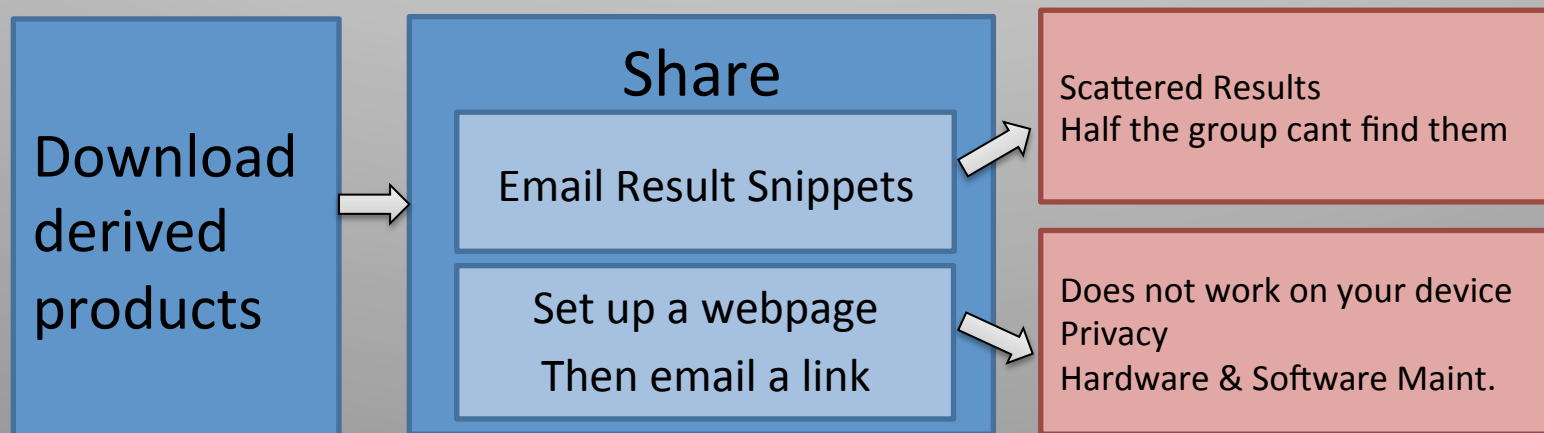 Download
derived
products
Share
Email Result Snippets
Set up a webpage
Then email a link
Scattered Results
Half the group cant find them
Does not work on your device
Privacy
Hardware & Software Maint.